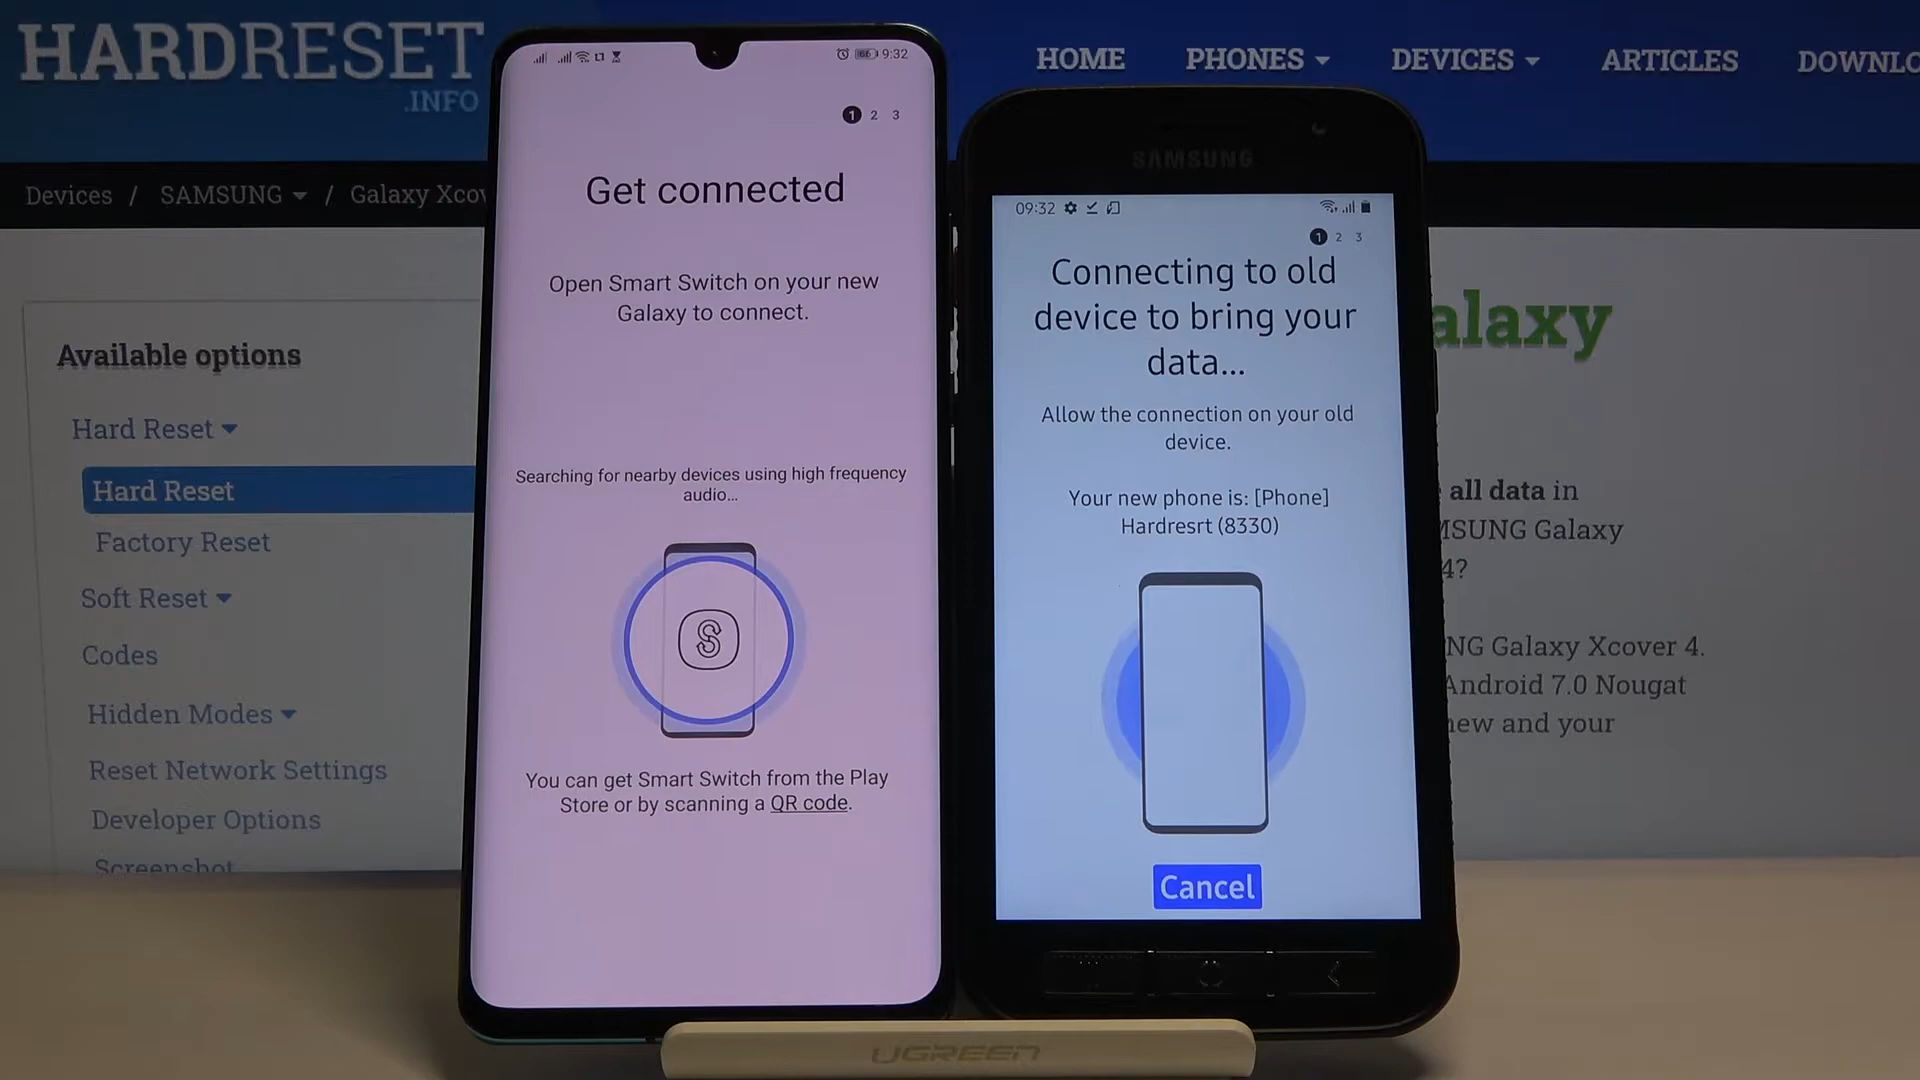 HARDRESET
.INFO
HOME PHONES DEVICES ARTICLES DOWNLO
Devices / SAMSUNG / Galaxy Xcov
Available options
Hard Reset
Hard Reset
Factory Reset
Soft Reset
Codes
Hidden Modes
Reset Network Settings
Developer Options
Screenshot
9:32
1 2 3
Get connected
Open Smart Switch on your new
Galaxy to connect.
Searching for nearby devices using high frequency
audio...
S
You can get Smart Switch from the Play
Store or by scanning a QR code.
SAMSUNG
09:32
1 2 3
Connecting to old
device to bring your
data...
Allow the connection on your old
device.
Your new phone is: [Phone]
Hardresrt (8330)
Cancel
alaxy
all data in
MSUNG Galaxy
4?
NG Galaxy Xcover 4.
Android 7.0 Nougat
new and your
UGREEN